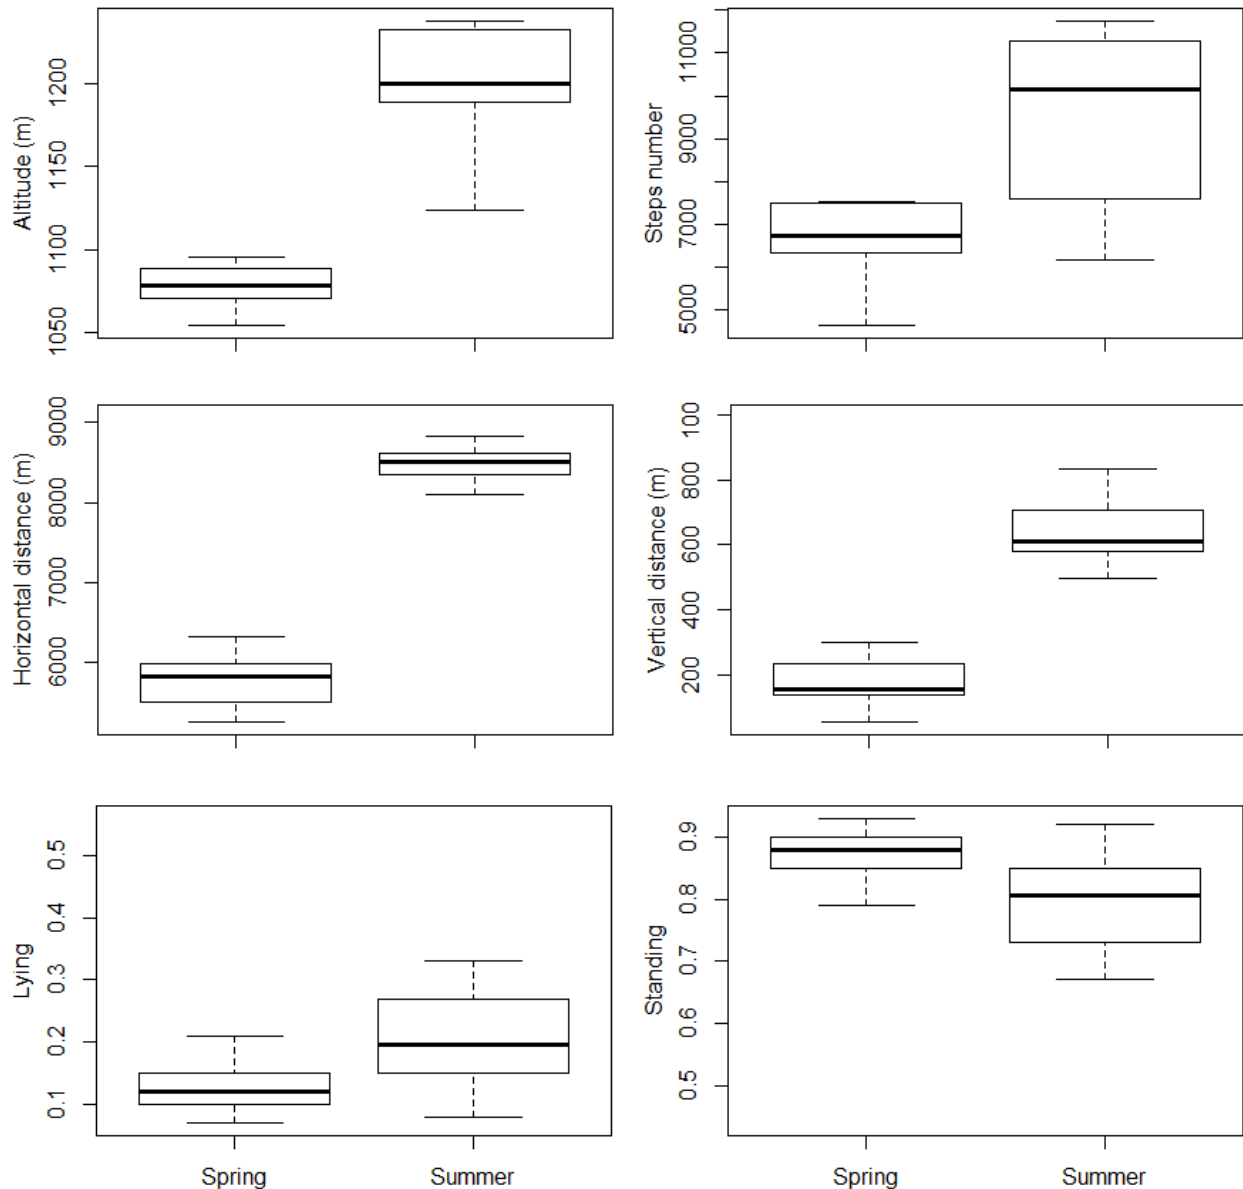 Altitude (m)
1050 1100 1150 1200
Steps number
5000 7000 9000 11000
Horizontal distance (m)
6000 7000 8000 9000
Vertical distance (m)
200 400 600 800 100
Lying
0.1 0.2 0.3 0.4 0.5
Standing
0.5 0.6 0.7 0.8 0.9
Spring Summer
Spring Summer